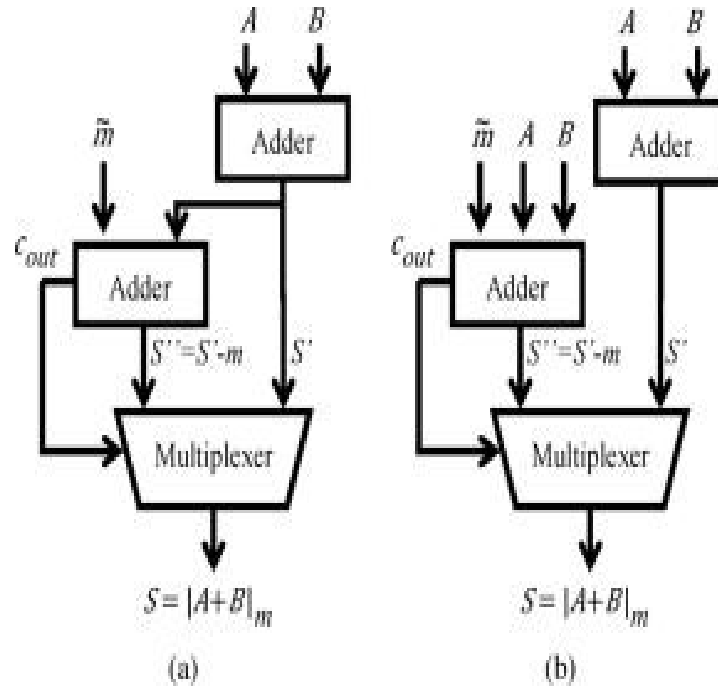 A B
Adder
m̃
c_out
Adder
S''=S'-m
S'
Multiplexer
S = |A+B|_m
(a)
A B
Adder
m̃ A B
c_out
Adder
S''=S'-m
S'
Multiplexer
S = |A+B|_m
(b)